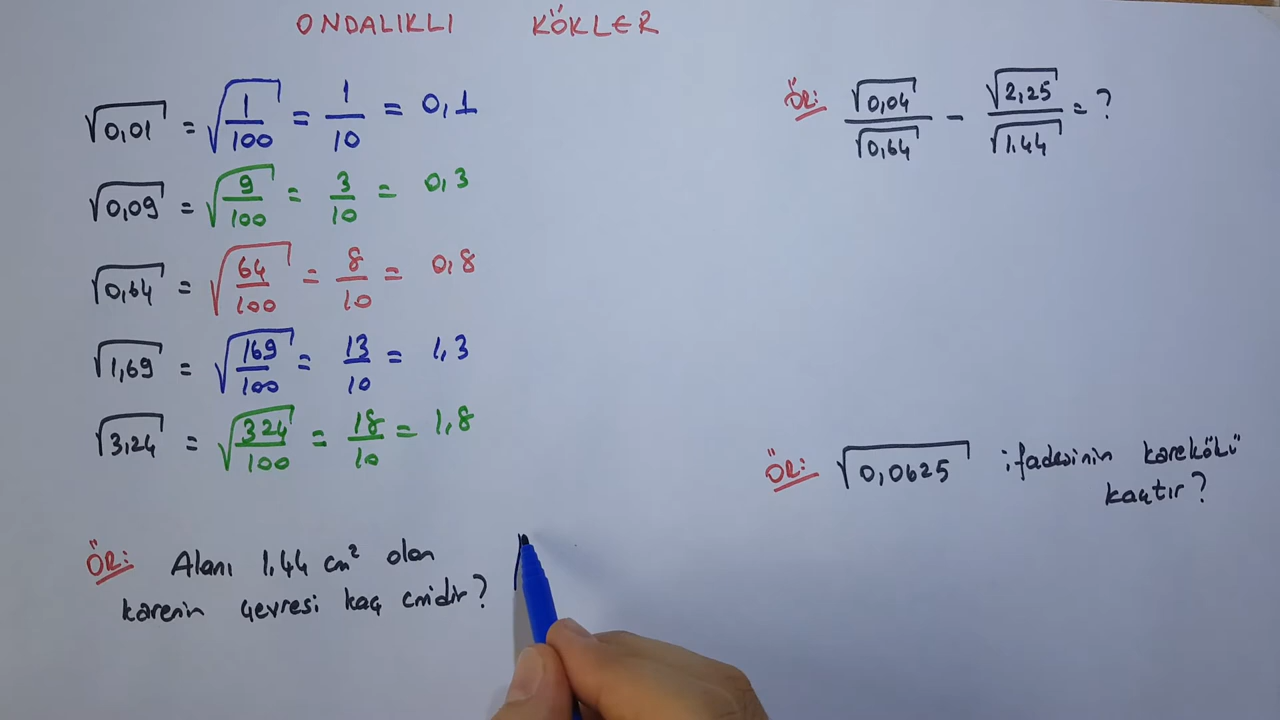 ONDALIKLI KÖKLER
√0,01 = √1/100 = 1/10 = 0,1
√0,09 = √9/100 = 3/10 = 0,3
√0,64 = √64/100 = 8/10 = 0,8
√1,69 = √169/100 = 13/10 = 1,3
√3,24 = √324/100 = 18/10 = 1,8
ÖR: Alanı 1,44 cm² olan
karenin çevresi kaç cmdir?
ÖR: √0,04/√0,64 - √2,25/√1,44 = ?
ÖR: √0,0625 ifadesinin karekökü
kaçtır?